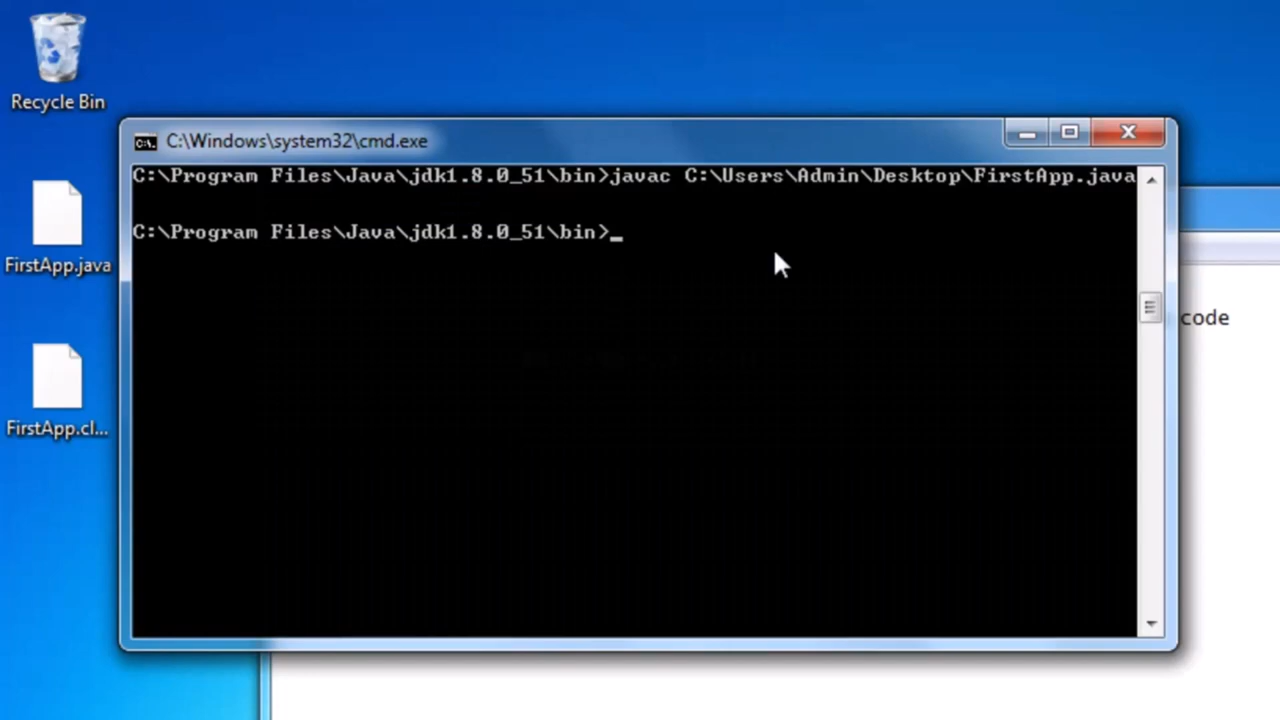 Recycle Bin
C:\Windows\system32\cmd.exe
C:\Program Files\Java\jdk1.8.0_51\bin>javac C:\Users\Admin\Desktop\FirstApp.java
FirstApp.java
C:\Program Files\Java\jdk1.8.0_51\bin>_
code
FirstApp.cl...